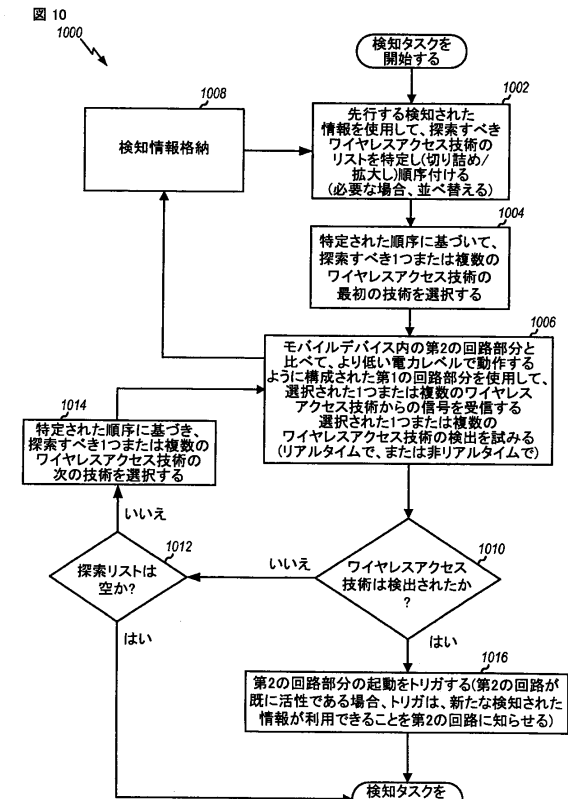 図 10
1000
検知タスクを
開始する
1002
先行する検知された
情報を使用して、探索すべき
ワイヤレスアクセス技術の
リストを特定し(切り詰め/
拡大し)順序付ける
(必要な場合、並べ替える)
1008
検知情報格納
1004
特定された順序に基づいて、
探索すべき1つまたは複数の
ワイヤレスアクセス技術の
最初の技術を選択する
1006
モバイルデバイス内の第2の回路部分と
比べて、より低い電力レベルで動作する
ように構成された第1の回路部分を使用して、
選択された1つまたは複数のワイヤレス
アクセス技術からの信号を受信する
選択された1つまたは複数の
ワイヤレスアクセス技術の検出を試みる
(リアルタイムで、または非リアルタイムで)
1014
特定された順序に基づき、
探索すべき1つまたは複数の
ワイヤレスアクセス技術の
次の技術を選択する
いいえ
1012
探索リストは
空か?
はい
いいえ
1010
ワイヤレスアクセス
技術は検出されたか
?
はい
1016
第2の回路部分の起動をトリガする(第2の回路が
既に活性である場合、トリガは、新たな検知された
情報が利用できることを第2の回路に知らせる)
検知タスクを